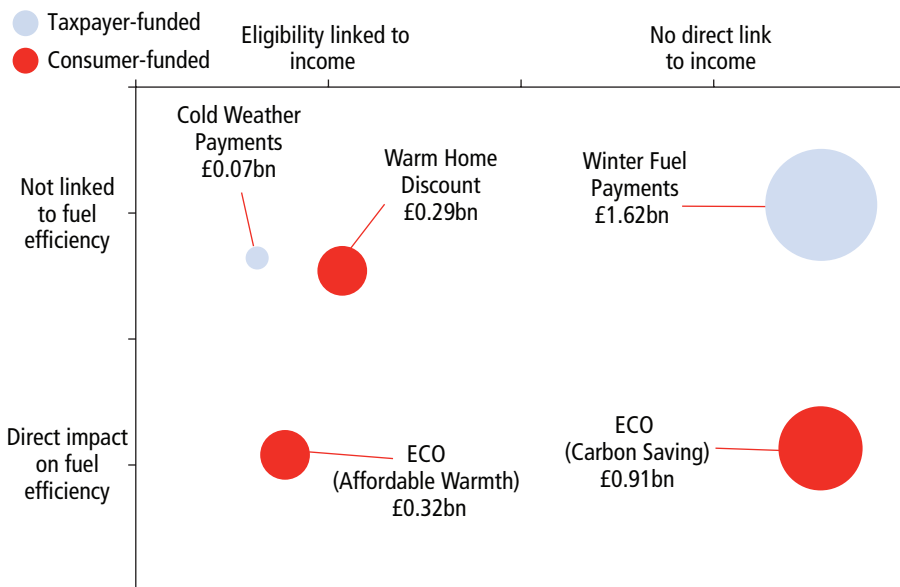 Taxpayer-funded
Consumer-funded
Eligibility linked to
income
No direct link
to income
Cold Weather
Payments
£0.07bn
Warm Home
Discount
£0.29bn
Winter Fuel
Payments
£1.62bn
Not linked
to fuel
efficiency
Direct impact
on fuel
efficiency
ECO
(Affordable Warmth)
£0.32bn
ECO
(Carbon Saving)
£0.91bn